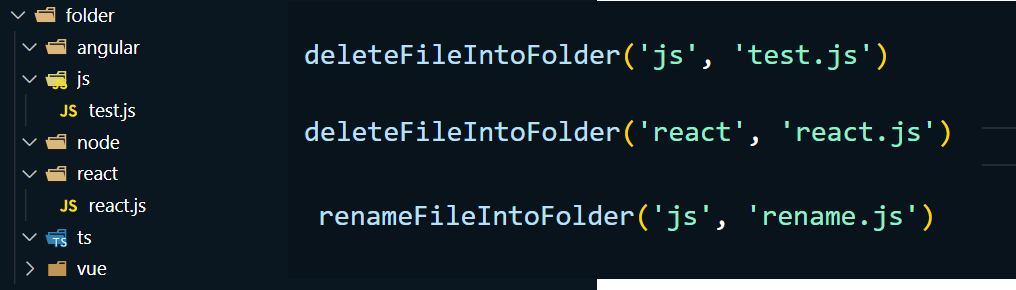 folder
angular
js
JS test.js
node
react
JS react.js
TS ts
vue
deleteFileIntoFolder('js', 'test.js')
deleteFileIntoFolder('react', 'react.js')
renameFileIntoFolder('js', 'rename.js')